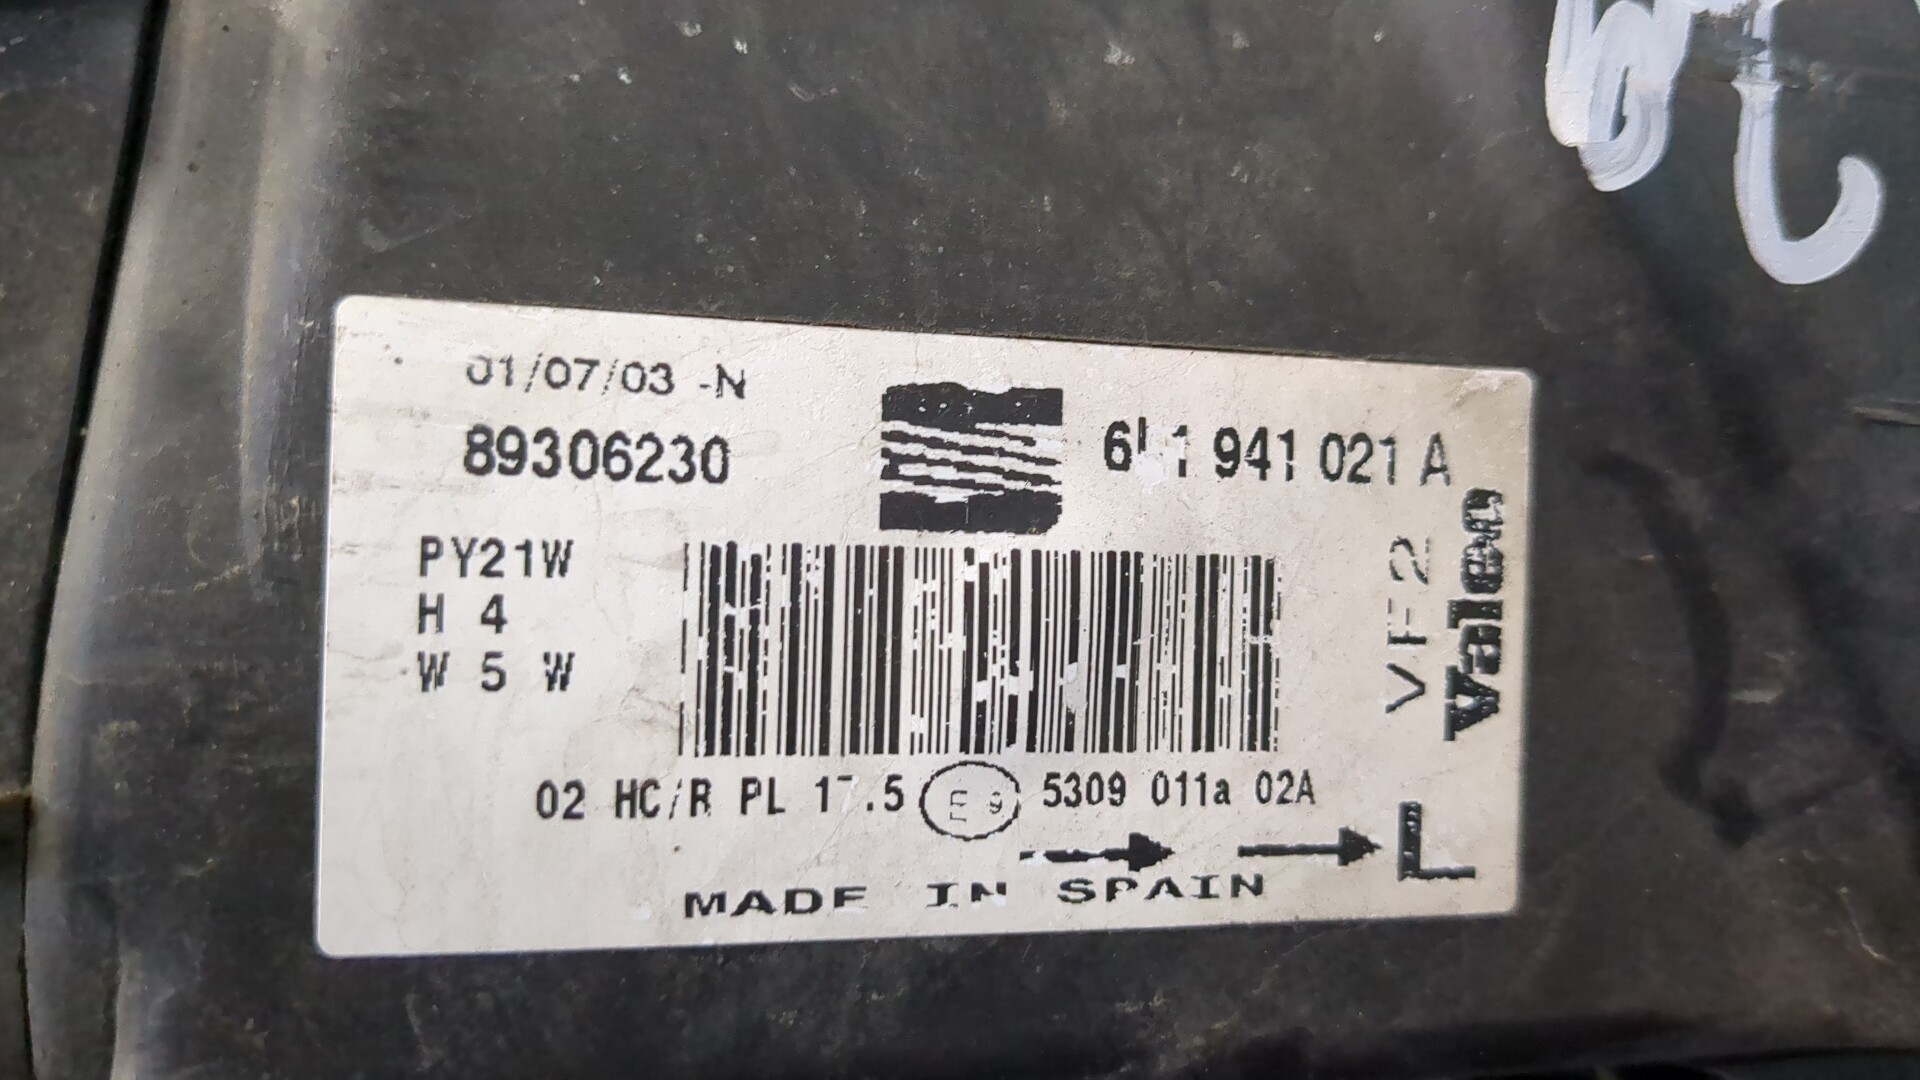 01/07/03 -N
89306230
941 021 A
PY21W
H 4
W 5 W
VF2
Valeo
02 HC/R PL
E 9
5309 011a 02A
L
MADE IN SPAIN